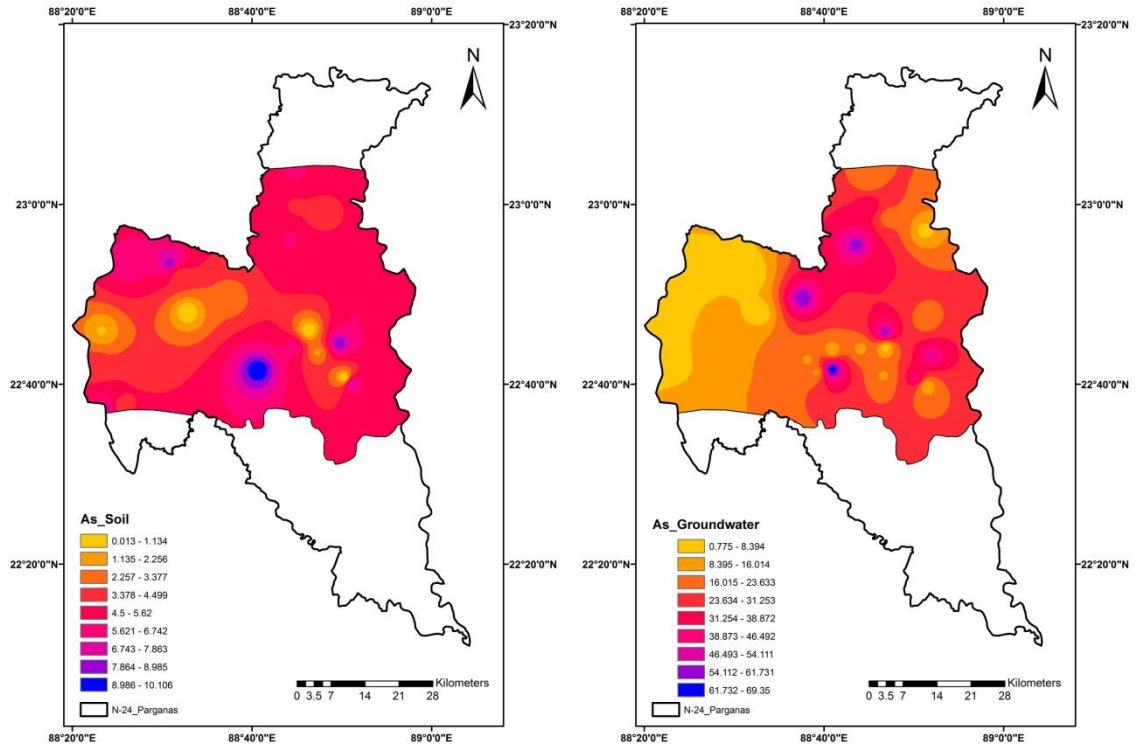 88°20'0"E 88°40'0"E 89°0'0"E
23°20'0"N
N
23°0'0"N
22°40'0"N
22°20'0"N
As_Soil
0.013 - 1.134
1.135 - 2.256
2.257 - 3.377
3.378 - 4.499
4.5 - 5.62
5.621 - 6.742
6.743 - 7.863
7.864 - 8.985
8.986 - 10.106
N-24_Parganas
0 3.5 7 14 21 28 Kilometers
88°20'0"E 88°40'0"E 89°0'0"E
88°20'0"E 88°40'0"E 89°0'0"E
23°20'0"N 23°20'0"N
N
23°0'0"N 23°0'0"N
22°40'0"N 22°40'0"N
22°20'0"N 22°20'0"N
As_Groundwater
0.775 - 8.394
8.395 - 16.014
16.015 - 23.633
23.634 - 31.253
31.254 - 38.872
38.873 - 46.492
46.493 - 54.111
54.112 - 61.731
61.732 - 69.35
N-24_Parganas
0 3.5 7 14 21 28 Kilometers
88°20'0"E 88°40'0"E 89°0'0"E